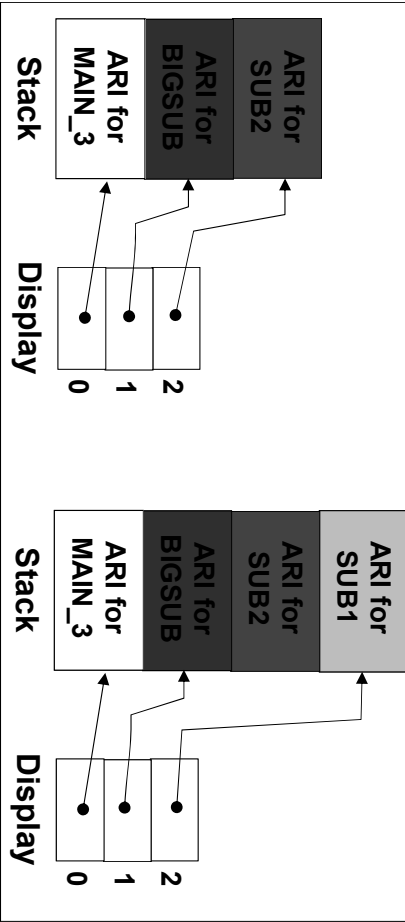 ARI for
SUB2
ARI for
BIGSUB
ARI for
MAIN_3
Stack
2
1
0
Display
ARI for
SUB1
ARI for
SUB2
ARI for
BIGSUB
ARI for
MAIN_3
Stack
2
1
0
Display